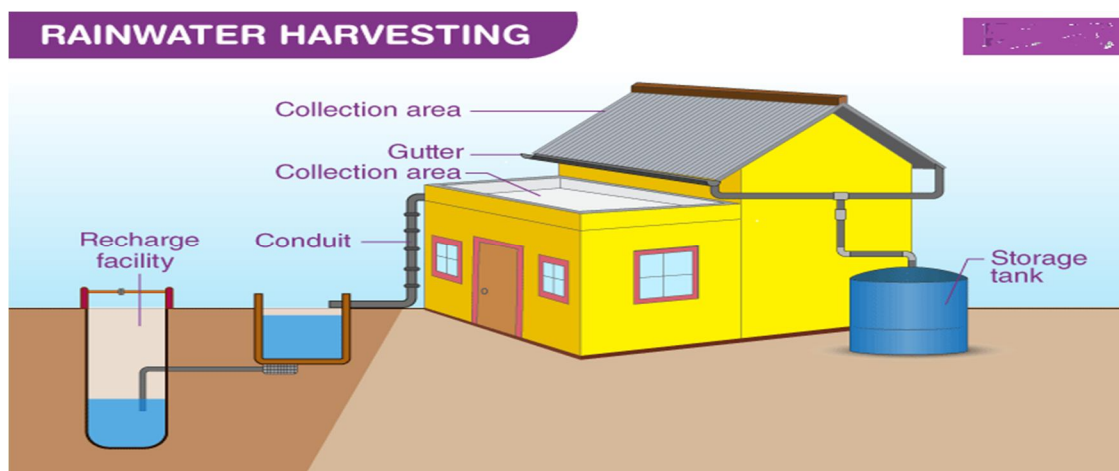 RAINWATER HARVESTING
Collection area
Gutter
Collection area
Conduit
Recharge
facility
Storage
tank